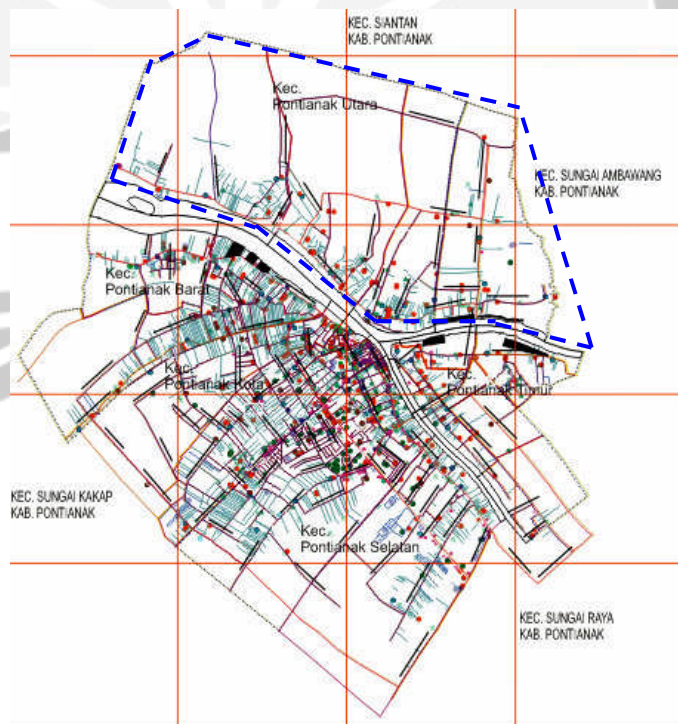 KEC. SIANTAN
KAB. PONTIANAK
Kec.
Pontianak Utara
KEC. SUNGAI AMBAWANG
KAB. PONTIANAK
Kec.
Pontianak Barat
Kec.
Pontianak Kota
Kec.
Pontianak Timur
KEC. SUNGAI KAKAP
KAB. PONTIANAK
Kec.
Pontianak Selatan
KEC. SUNGAI RAYA
KAB. PONTIANAK